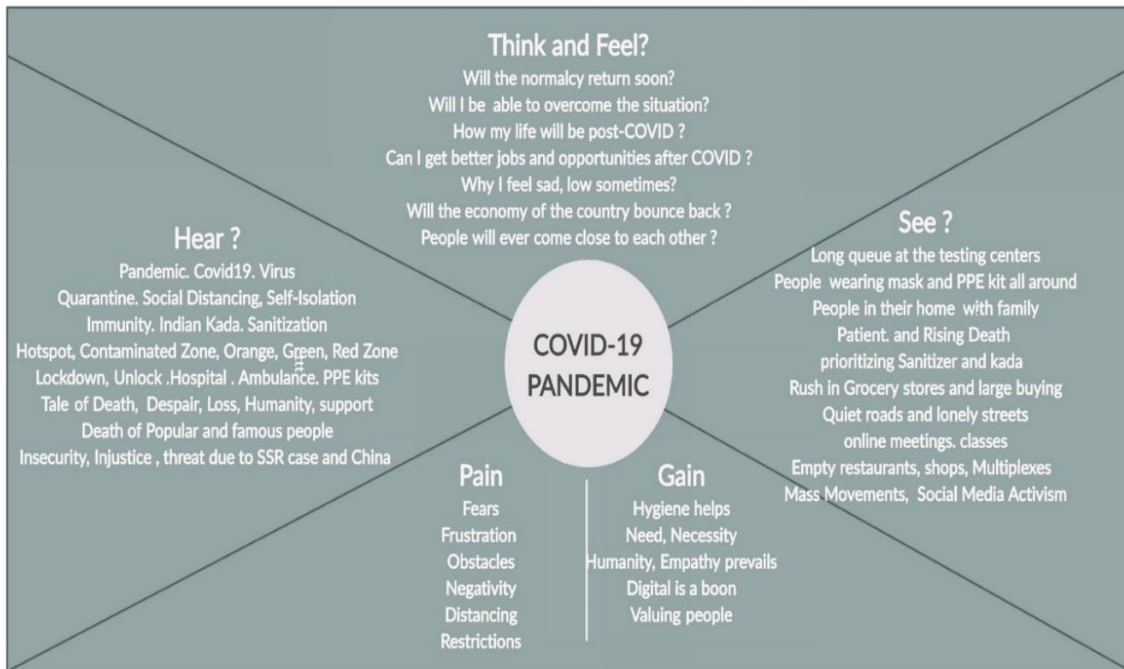 Think and Feel?
Will the normalcy return soon?
Will I be able to overcome the situation?
How my life will be post-COVID ?
Can I get better jobs and opportunities after COVID ?
Why I feel sad, low sometimes?
Will the economy of the country bounce back ?
People will ever come close to each other ?
Hear ?
Pandemic. Covid19. Virus
Quarantine. Social Distancing, Self-Isolation
Immunity. Indian Kada. Sanitization
Hotspot, Contaminated Zone, Orange, Green, Red Zone
Lockdown, Unlock .Hospital . Ambulance. PPE kits
Tale of Death, Despair, Loss, Humanity, support
Death of Popular and famous people
Insecurity, Injustice , threat due to SSR case and China
COVID-19
PANDEMIC
See ?
Long queue at the testing centers
People wearing mask and PPE kit all around
People in their home with family
Patient. and Rising Death
prioritizing Sanitizer and kada
Rush in Grocery stores and large buying
Quiet roads and lonely streets
online meetings. classes
Empty restaurants, shops, Multiplexes
Mass Movements, Social Media Activism
Pain
Fears
Frustration
Obstacles
Negativity
Distancing
Restrictions
Gain
Hygiene helps
Need, Necessity
Humanity, Empathy prevails
Digital is a boon
Valuing people